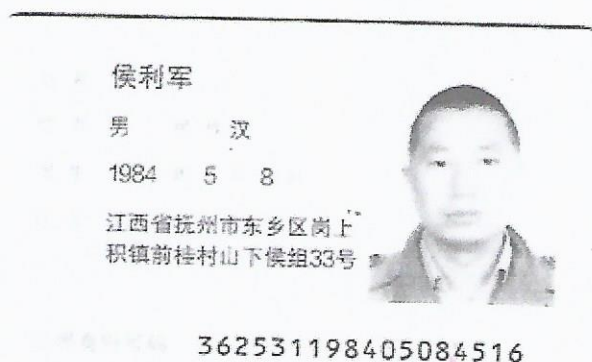 侯利军
男 汉
1984 5 8
江西省抚州市东乡区岗上
积镇前桂村山下侯组33号
362531198405084516